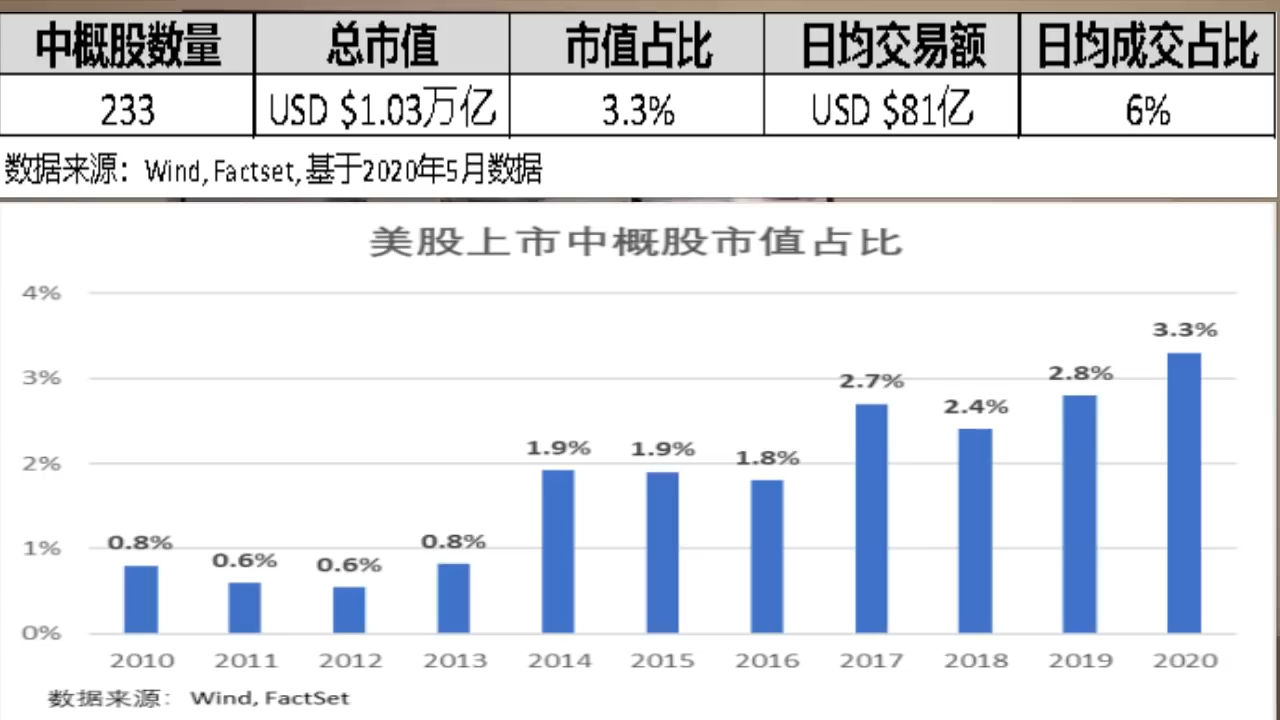 中概股数量 总市值 市值占比 日均交易额 日均成交占比
233 USD $1.03万亿 3.3% USD $81亿 6%
数据来源：Wind, Factset, 基于2020年5月数据
美股上市中概股市值占比
4%
3%
2%
1%
0%
0.8% 0.6% 0.6% 0.8% 1.9% 1.9% 1.8% 2.7% 2.4% 2.8% 3.3%
2010 2011 2012 2013 2014 2015 2016 2017 2018 2019 2020
数据来源：Wind, FactSet